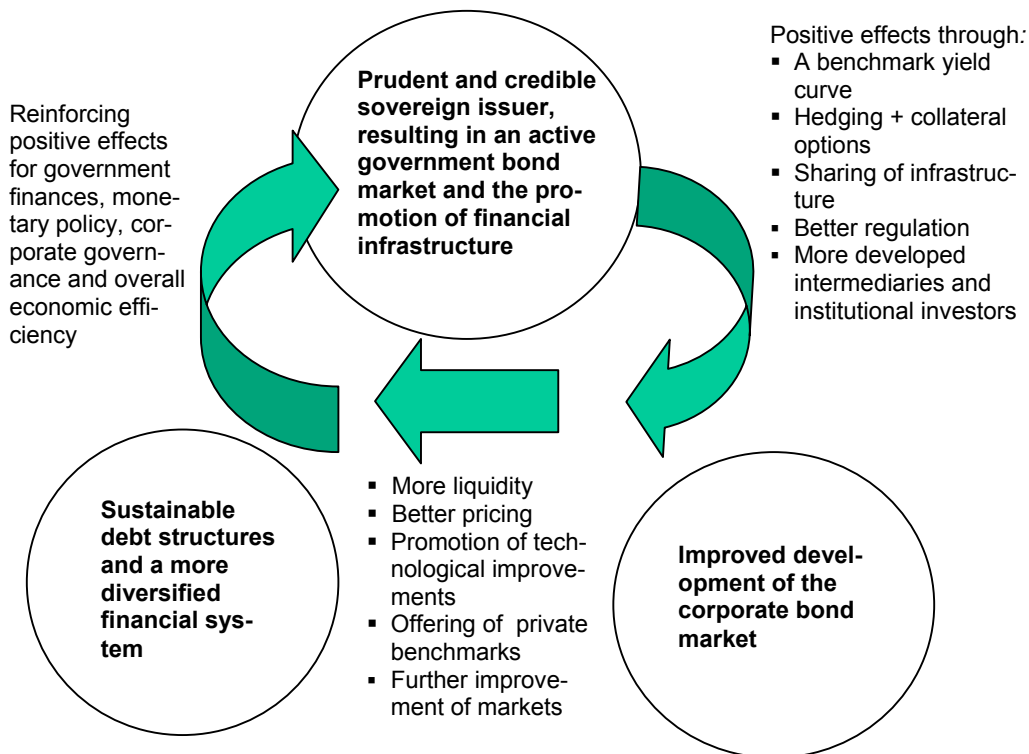 Prudent and credible
sovereign issuer,
resulting in an active
government bond
market and the pro-
motion of financial
infrastructure
Positive effects through:
▪ A benchmark yield
curve
▪ Hedging + collateral
options
▪ Sharing of infrastruc-
ture
▪ Better regulation
▪ More developed
intermediaries and
institutional investors
Improved devel-
opment of the
corporate bond
market
▪ More liquidity
▪ Better pricing
▪ Promotion of tech-
nological improve-
ments
▪ Offering of  private
benchmarks
▪ Further improve-
ment of markets
Sustainable
debt structures
and a more
diversified
financial sys-
tem
Reinforcing
positive effects
for government
finances, mone-
tary policy, cor-
porate govern-
ance and overall
economic effi-
ciency